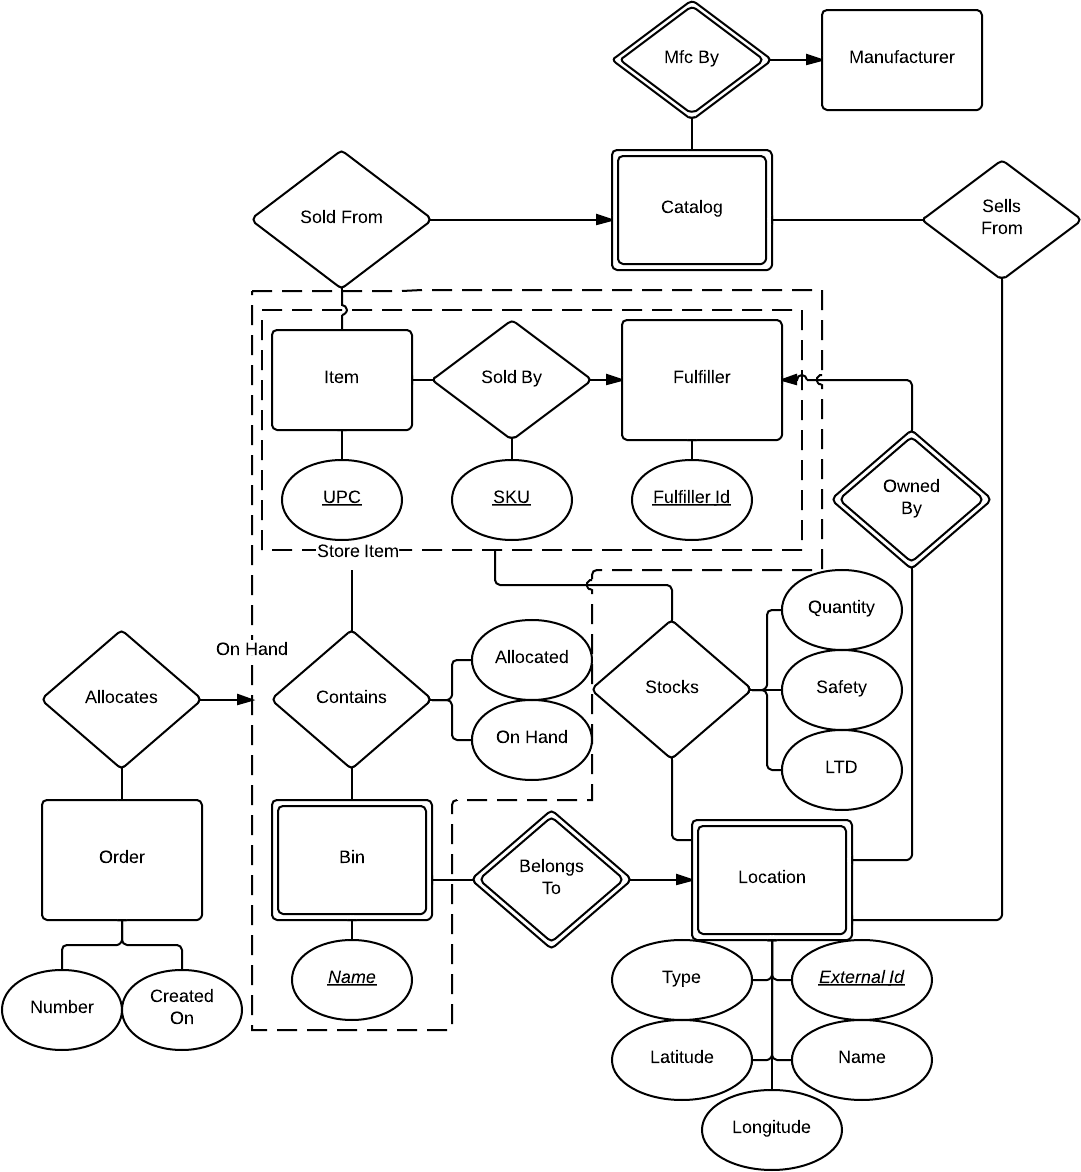 Mfc By
Manufacturer
Catalog
Sold From
Sells
From
Item
Sold By
Fulfiller
UPC
SKU
Fulfiller Id
Owned
By
Store Item
Quantity
On Hand
Allocated
Allocates
Contains
Stocks
Safety
On Hand
LTD
Order
Bin
Belongs
To
Location
Name
Type
External Id
Number
Created
On
Latitude
Name
Longitude